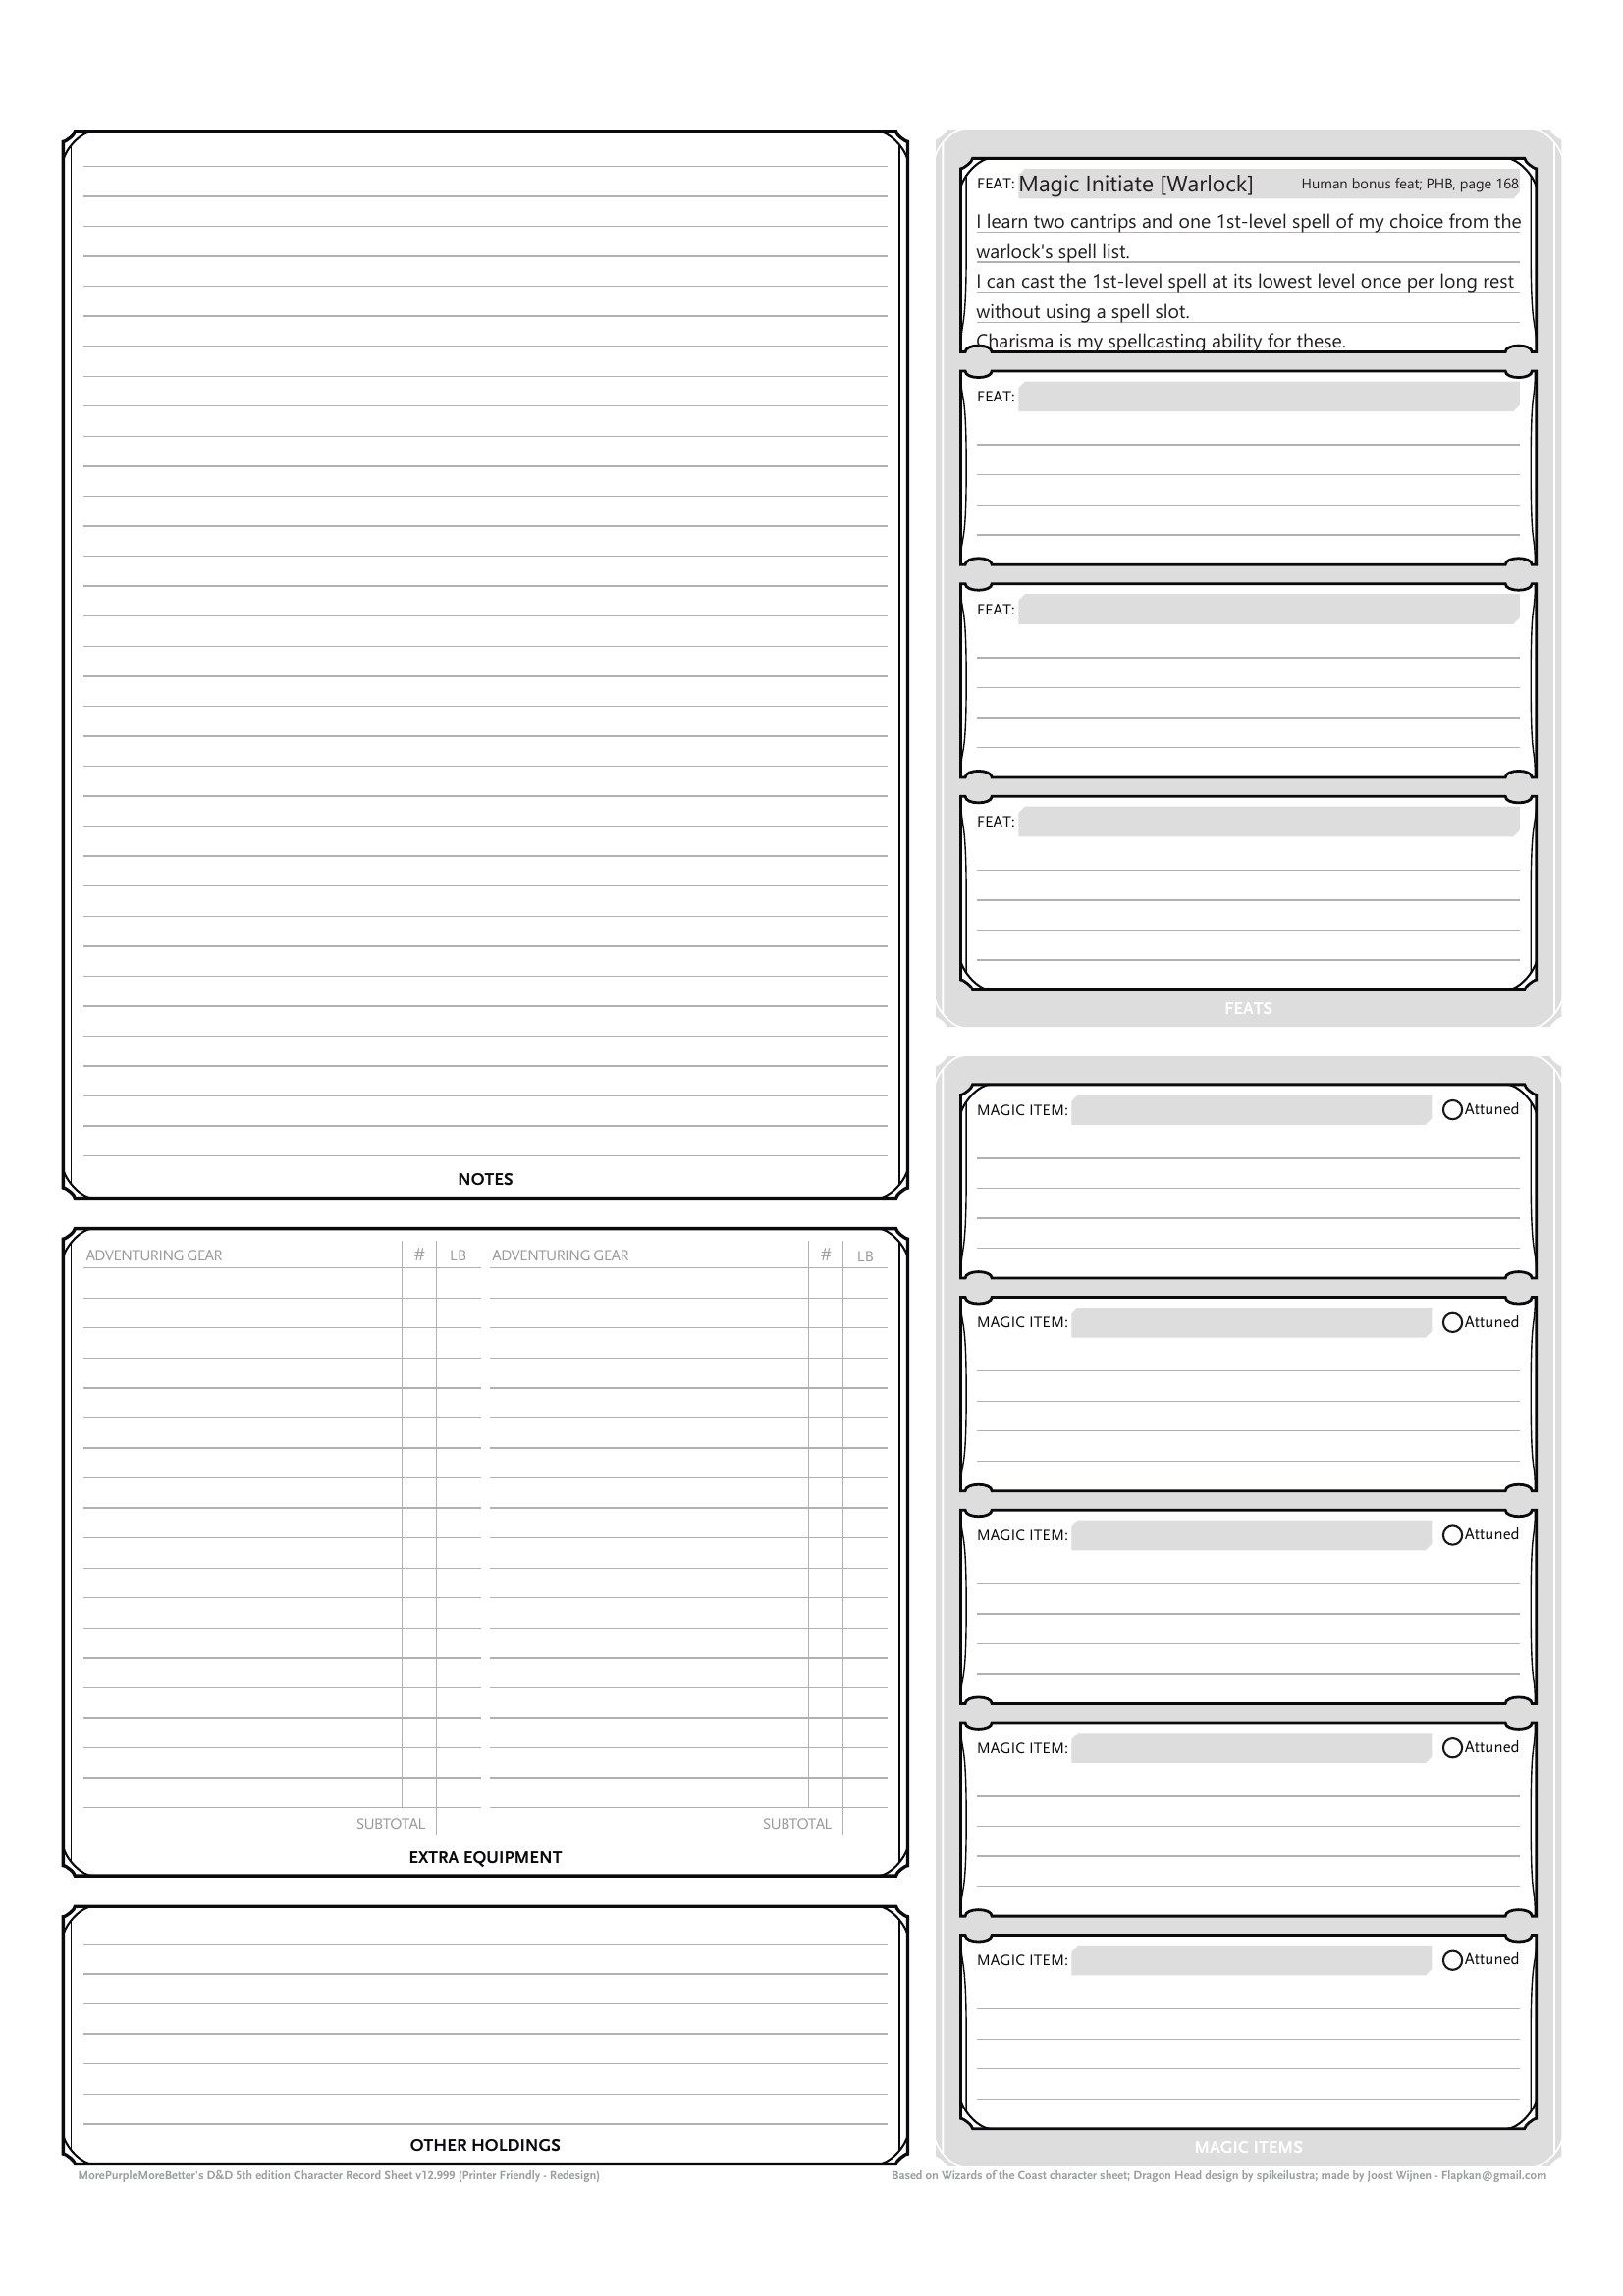 NOTES
ADVENTURING GEAR # LB ADVENTURING GEAR # LB
SUBTOTAL SUBTOTAL
EXTRA EQUIPMENT
OTHER HOLDINGS
FEAT: Magic Initiate [Warlock] Human bonus feat; PHB, page 168
I learn two cantrips and one 1st-level spell of my choice from the
warlock's spell list.
I can cast the 1st-level spell at its lowest level once per long rest
without using a spell slot.
Charisma is my spellcasting ability for these.
FEAT:
FEAT:
FEAT:
FEATS
MAGIC ITEM: Attuned
MAGIC ITEM: Attuned
MAGIC ITEM: Attuned
MAGIC ITEM: Attuned
MAGIC ITEM: Attuned
MAGIC ITEMS
MorePurpleMoreBetter's D&D 5th edition Character Record Sheet v12.999 (Printer Friendly - Redesign)
Based on Wizards of the Coast character sheet; Dragon Head design by spikeilustra; made by Joost Wijnen - Flapkan@gmail.com